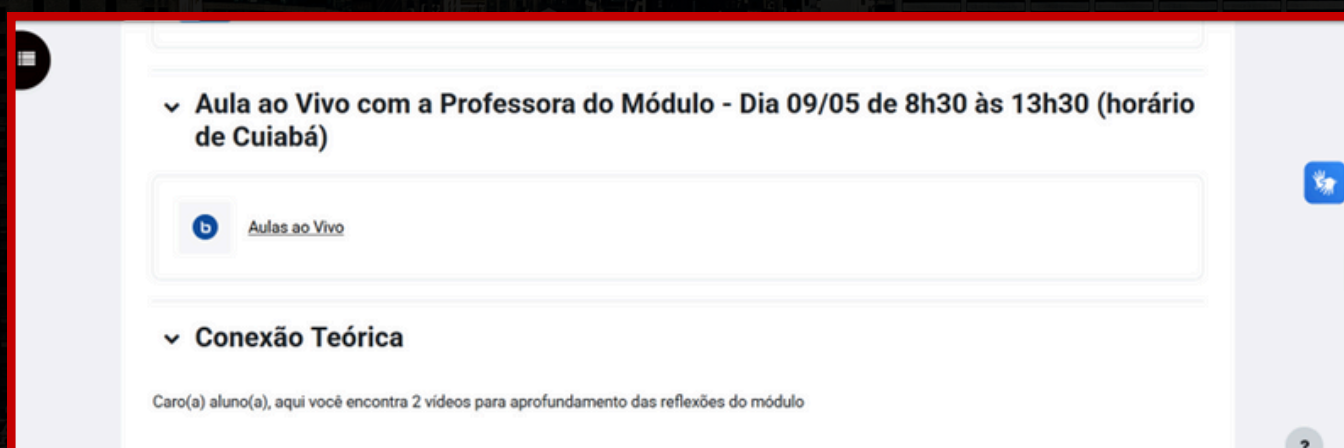 Aula ao Vivo com a Professora do Módulo - Dia 09/05 de 8h30 às 13h30 (horário
de Cuiabá)
b
Aulas ao Vivo
Conexão Teórica
Caro(a) aluno(a), aqui você encontra 2 vídeos para aprofundamento das reflexões do módulo
?